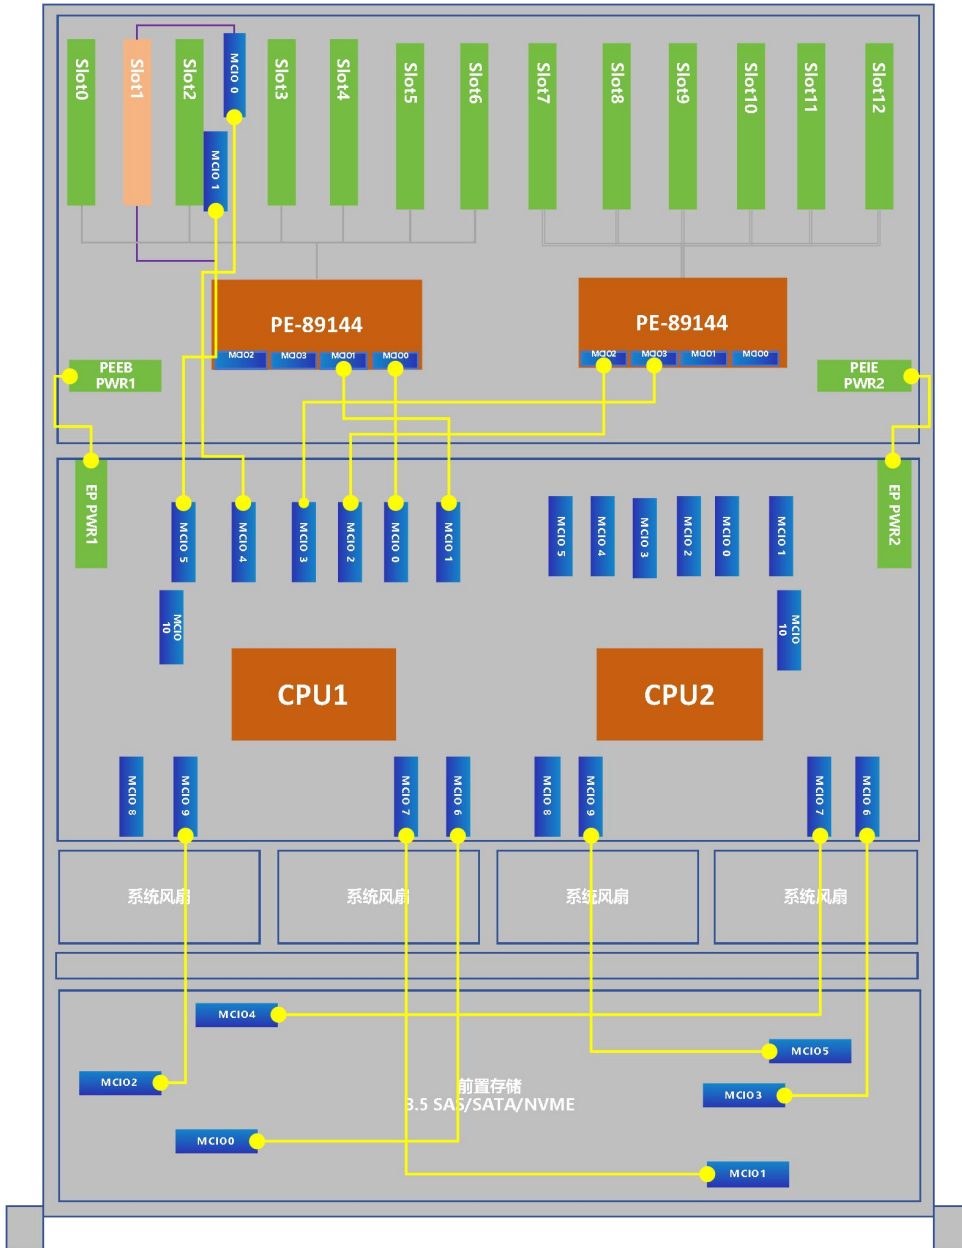 Slot0
Slot1
Slot2
MCIO 0
MCIO 1
Slot3
Slot4
Slot5
Slot6
Slot7
Slot8
Slot9
Slot10
Slot11
Slot12
PE-89144
MCIO2
MCIO3
MCIO1
MCIO0
PE-89144
MCIO2
MCIO3
MCIO1
MCIO0
PEEB
PWR1
PEIE
PWR2
EP PWR1
EP PWR2
MCIO 5
MCIO 4
MCIO 3
MCIO 2
MCIO 0
MCIO 1
MCIO 5
MCIO 4
MCIO 3
MCIO 2
MCIO 0
MCIO 1
MCIO
10
MCIO
10
CPU1
CPU2
MCIO 8
MCIO 9
MCIO 7
MCIO 6
MCIO 8
MCIO 9
MCIO 7
MCIO 6
系统风扇
系统风扇
系统风扇
系统风扇
MCIO4
MCIO5
MCIO2
MCIO3
前置存储
3.5 SAS/SATA/NVME
MCIO0
MCIO1